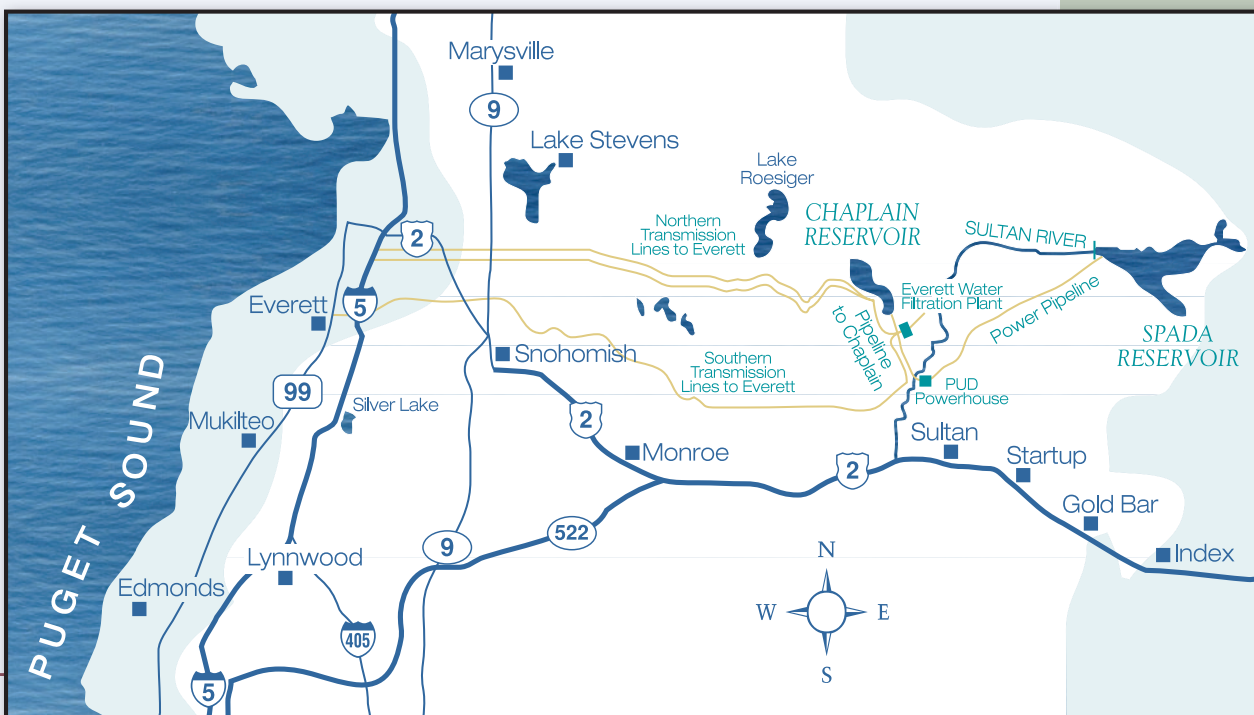 Marysville
9
Lake Stevens
Lake
Roesiger
CHAPLAIN
RESERVOIR
Northern
Transmission
Lines to Everett
SULTAN RIVER
2
Everett Water
Filtration Plant
Power Pipeline
5
Everett
Pipeline
to Chaplain
SPADA
RESERVOIR
Snohomish
Southern
Transmission
Lines to Everett
PUD
Powerhouse
99
Silver Lake
Mukilteo
2
Sultan
Monroe
Startup
2
PUGET SOUND
Gold Bar
522
9
Index
Lynnwood
N
Edmonds
W
E
405
S
5